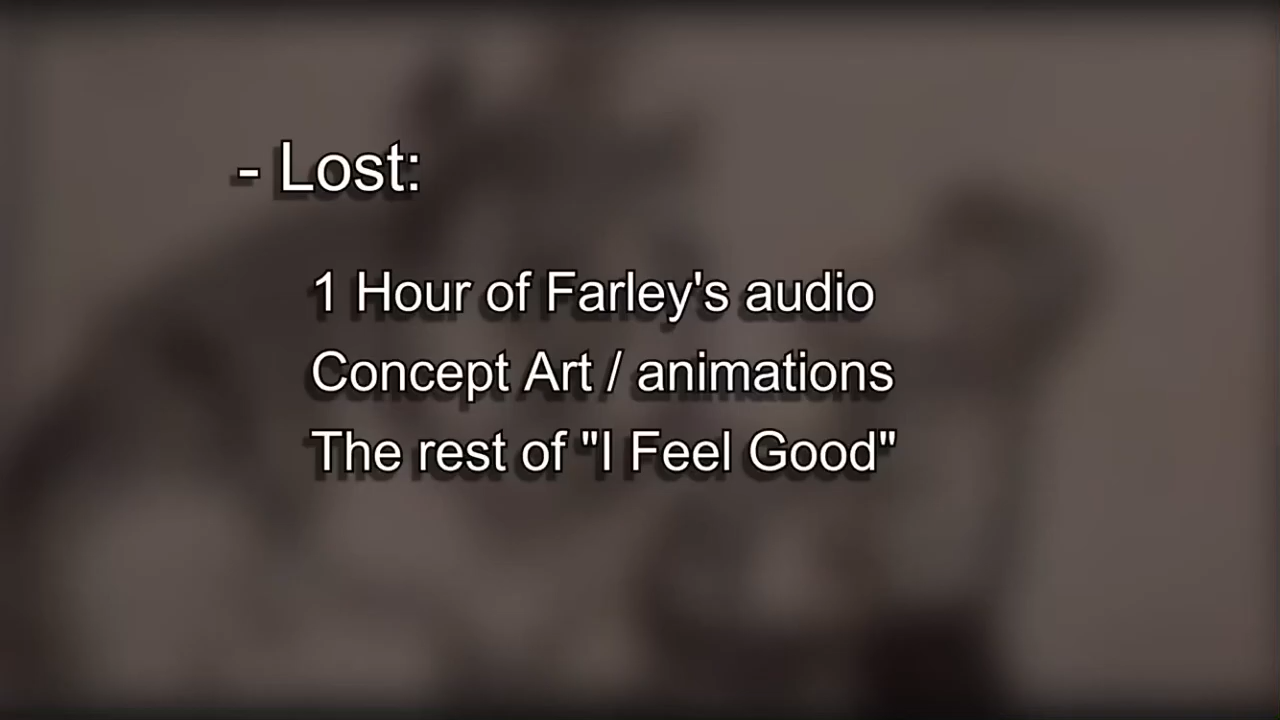 - Lost:
1 Hour of Farley's audio
Concept Art / animations
The rest of "I Feel Good"